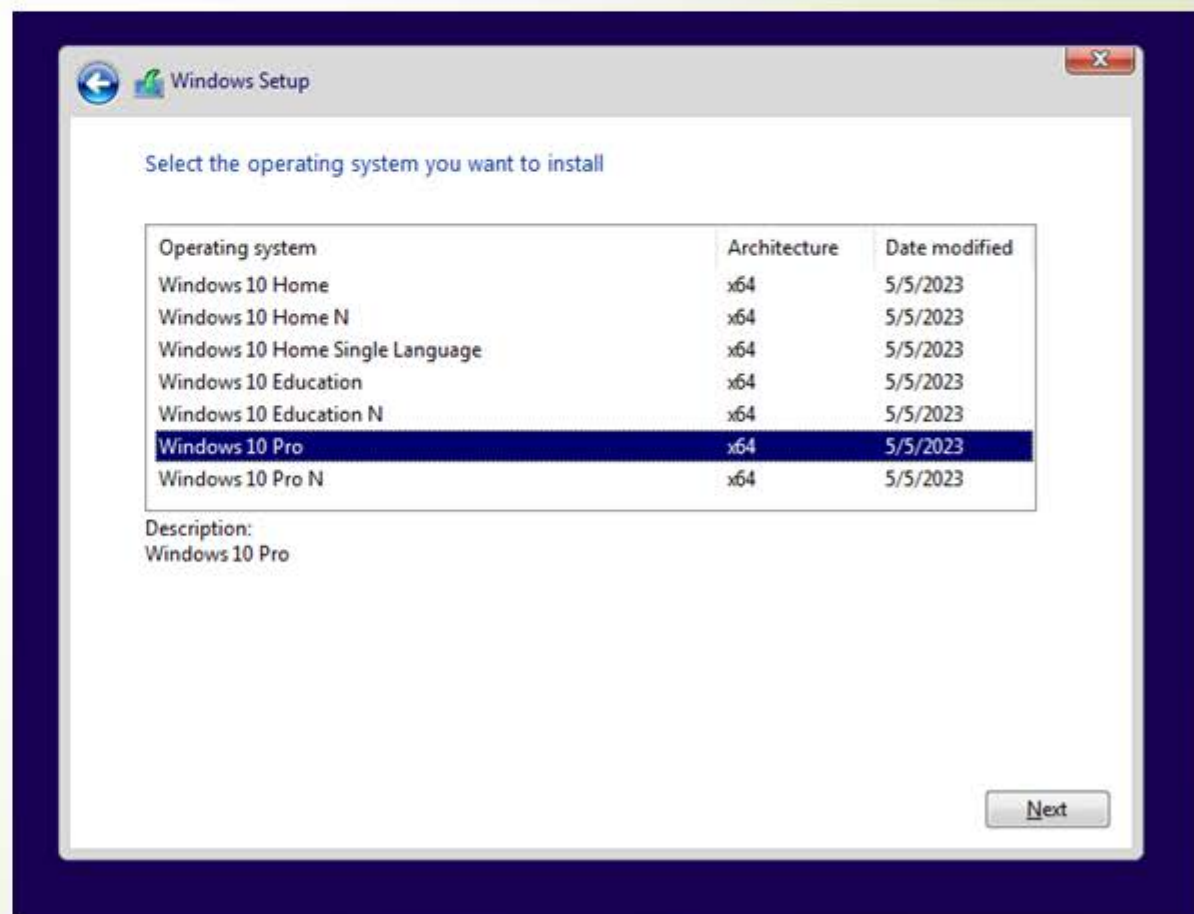 Windows Setup
Select the operating system you want to install
Operating system Architecture Date modified
Windows 10 Home x64 5/5/2023
Windows 10 Home N x64 5/5/2023
Windows 10 Home Single Language x64 5/5/2023
Windows 10 Education x64 5/5/2023
Windows 10 Education N x64 5/5/2023
Windows 10 Pro x64 5/5/2023
Windows 10 Pro N x64 5/5/2023
Description:
Windows 10 Pro
Next